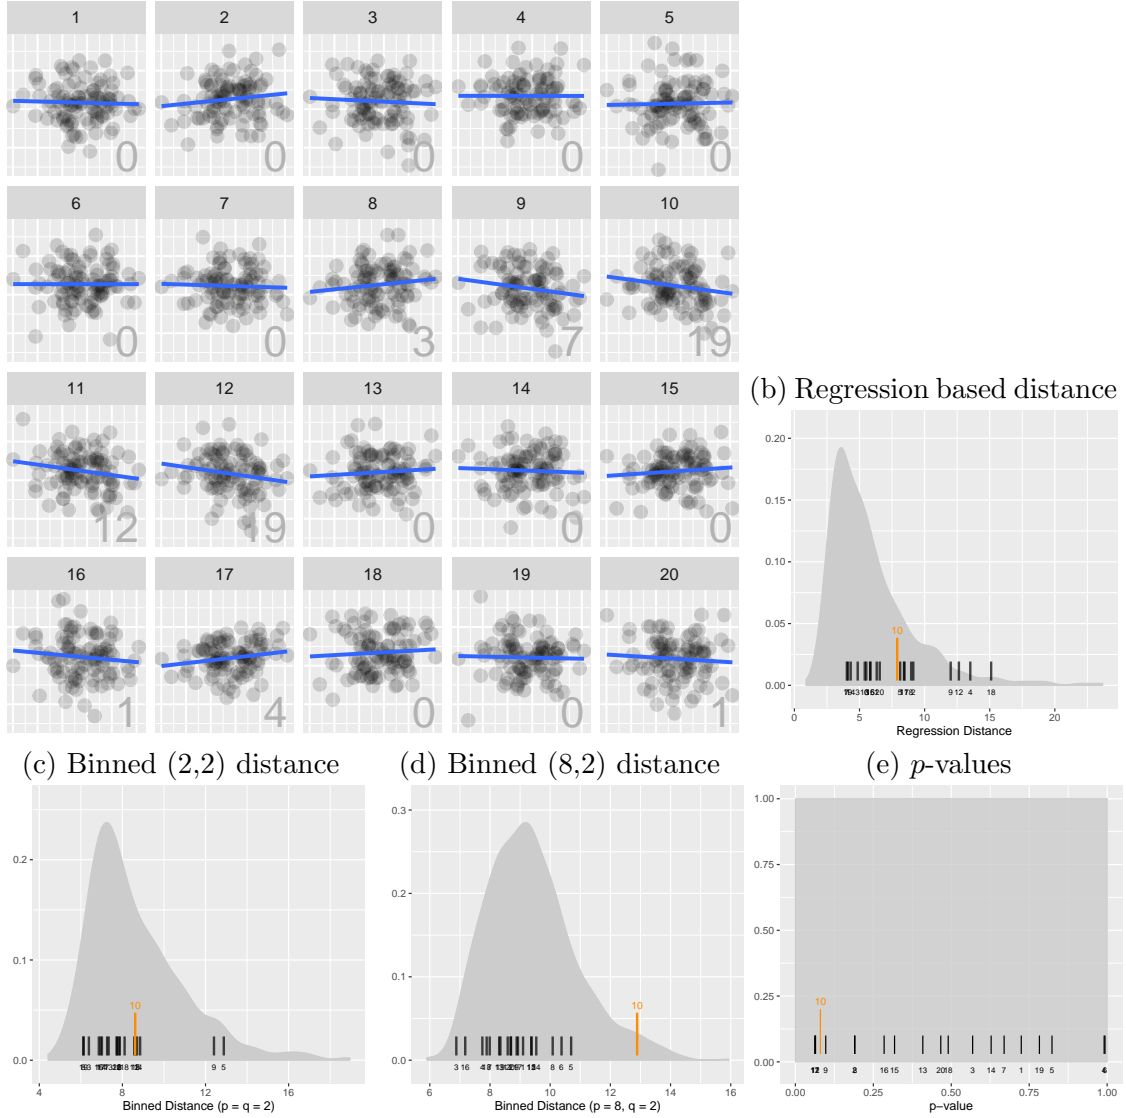 1 2 3 4 5
0 0 0 0 0
6 7 8 9 10
0 0 3 7 19
11 12 13 14 15
12 19 0 0 0
16 17 18 19 20
1 4 0 0 1
(b) Regression based distance
0.20
0.15
0.10
0.05
0.00
10
9 12 4 18
0 5 10 15 20
Regression Distance
(c) Binned (2,2) distance
0.2
0.1
0.0
10
9 5
4 8 12 16
Binned Distance (p = q = 2)
(d) Binned (8,2) distance
0.3
0.2
0.1
0.0
10
3 16 8 6 5
6 8 10 12 14 16
Binned Distance (p = 8, q = 2)
(e) p-values
1.00
0.75
0.50
0.25
0.00
10
9 16 15 13 20 18 3 14 7 1 19 5
0.00 0.25 0.50 0.75 1.00
p-value